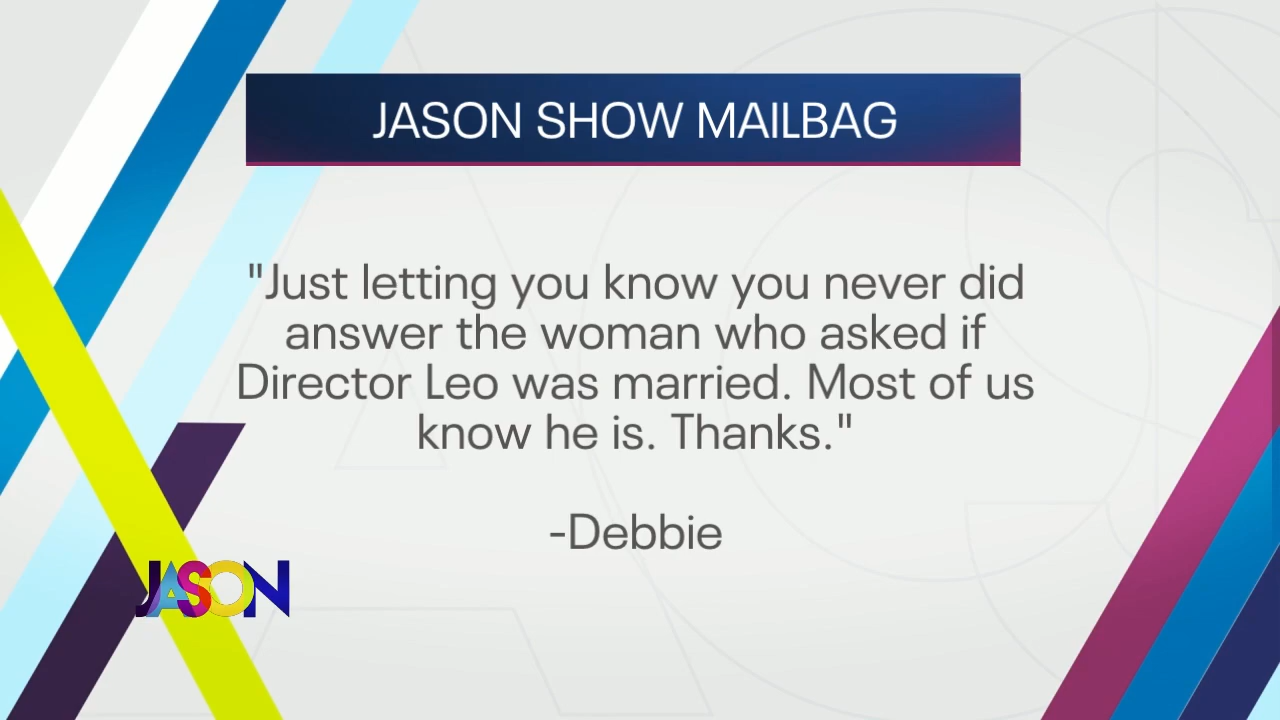 JASON SHOW MAILBAG
"Just letting you know you never did
answer the woman who asked if
Director Leo was married. Most of us
know he is. Thanks."
-Debbie
JASON